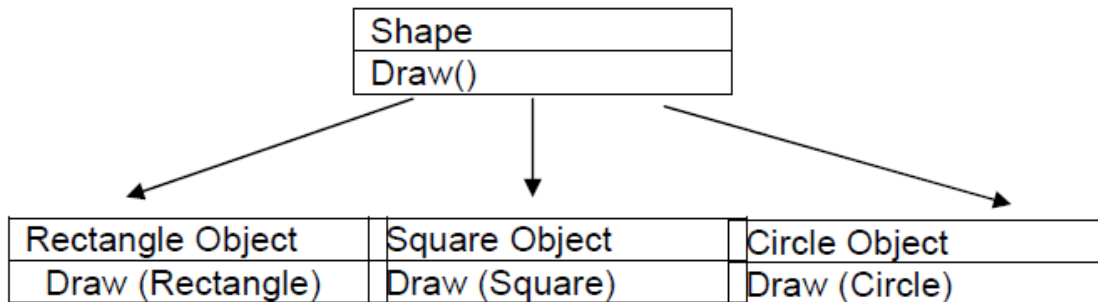 Shape
Draw()
Rectangle Object
Square Object
Circle Object
Draw (Rectangle)
Draw (Square)
Draw (Circle)